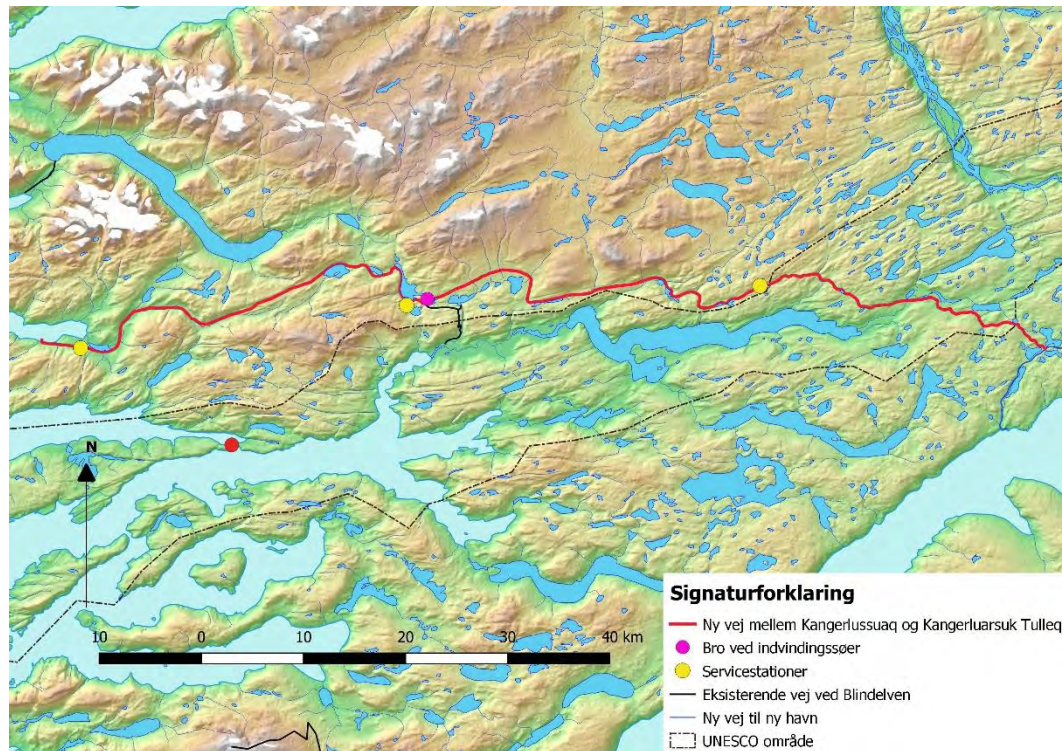 N
10 0 10 20 30 40 km
Signaturforklaring
Ny vej mellem Kangerlussuaq og Kangerluarsuk Tulleq
Bro ved indvindingssøer
Servicestationer
Eksisterende vej ved Blindelven
Ny vej til ny havn
UNESCO område